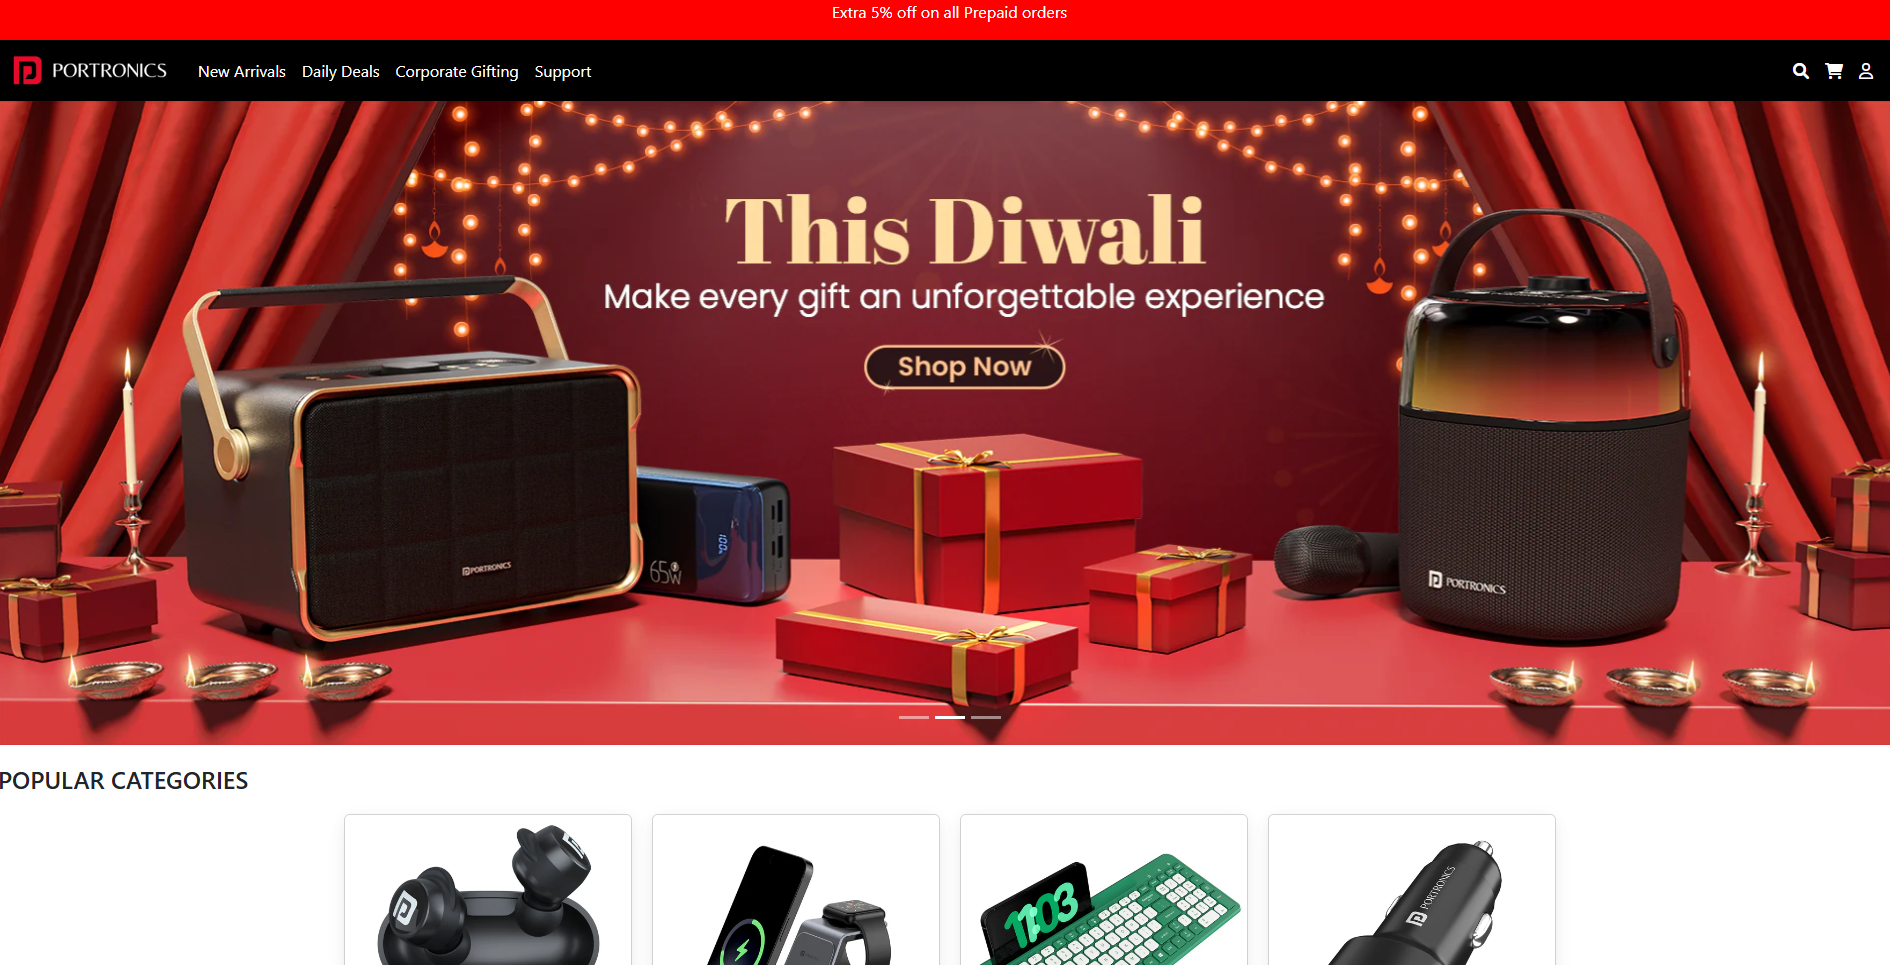 Extra 5% off on all Prepaid orders
PORTRONICS
New Arrivals
Daily Deals
Corporate Gifting
Support
This Diwali
Make every gift an unforgettable experience
Shop Now
PORTRONICS
65W
100%
PORTRONICS
POPULAR CATEGORIES
11:03
PORTRONICS